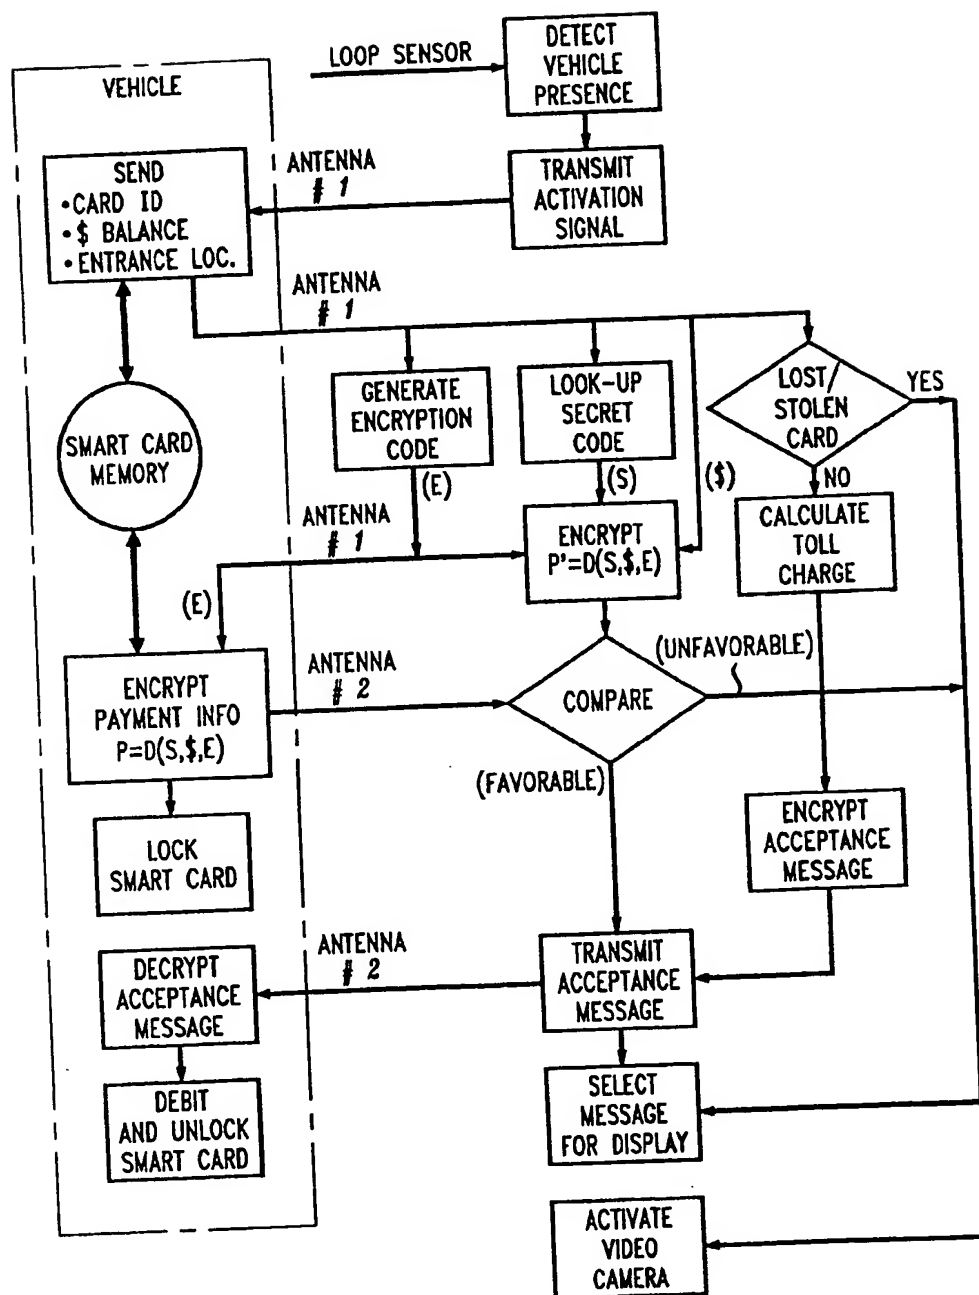 LOOP SENSOR
DETECT
VEHICLE
PRESENCE
VEHICLE
ANTENNA
# 1
TRANSMIT
ACTIVATION
SIGNAL
SEND
•CARD ID
•$ BALANCE
•ENTRANCE LOC.
ANTENNA
# 1
GENERATE
ENCRYPTION
CODE
LOOK-UP
SECRET
CODE
LOST/
STOLEN
CARD
YES
SMART CARD
MEMORY
(E)
(S)
($)
NO
ANTENNA
# 1
ENCRYPT
P'=D(S,$,E)
CALCULATE
TOLL
CHARGE
(E)
ENCRYPT
PAYMENT INFO
P=D(S,$,E)
ANTENNA
# 2
COMPARE
(UNFAVORABLE)
(FAVORABLE)
LOCK
SMART CARD
ENCRYPT
ACCEPTANCE
MESSAGE
DECRYPT
ACCEPTANCE
MESSAGE
ANTENNA
# 2
TRANSMIT
ACCEPTANCE
MESSAGE
DEBIT
AND UNLOCK
SMART CARD
SELECT
MESSAGE
FOR DISPLAY
ACTIVATE
VIDEO
CAMERA